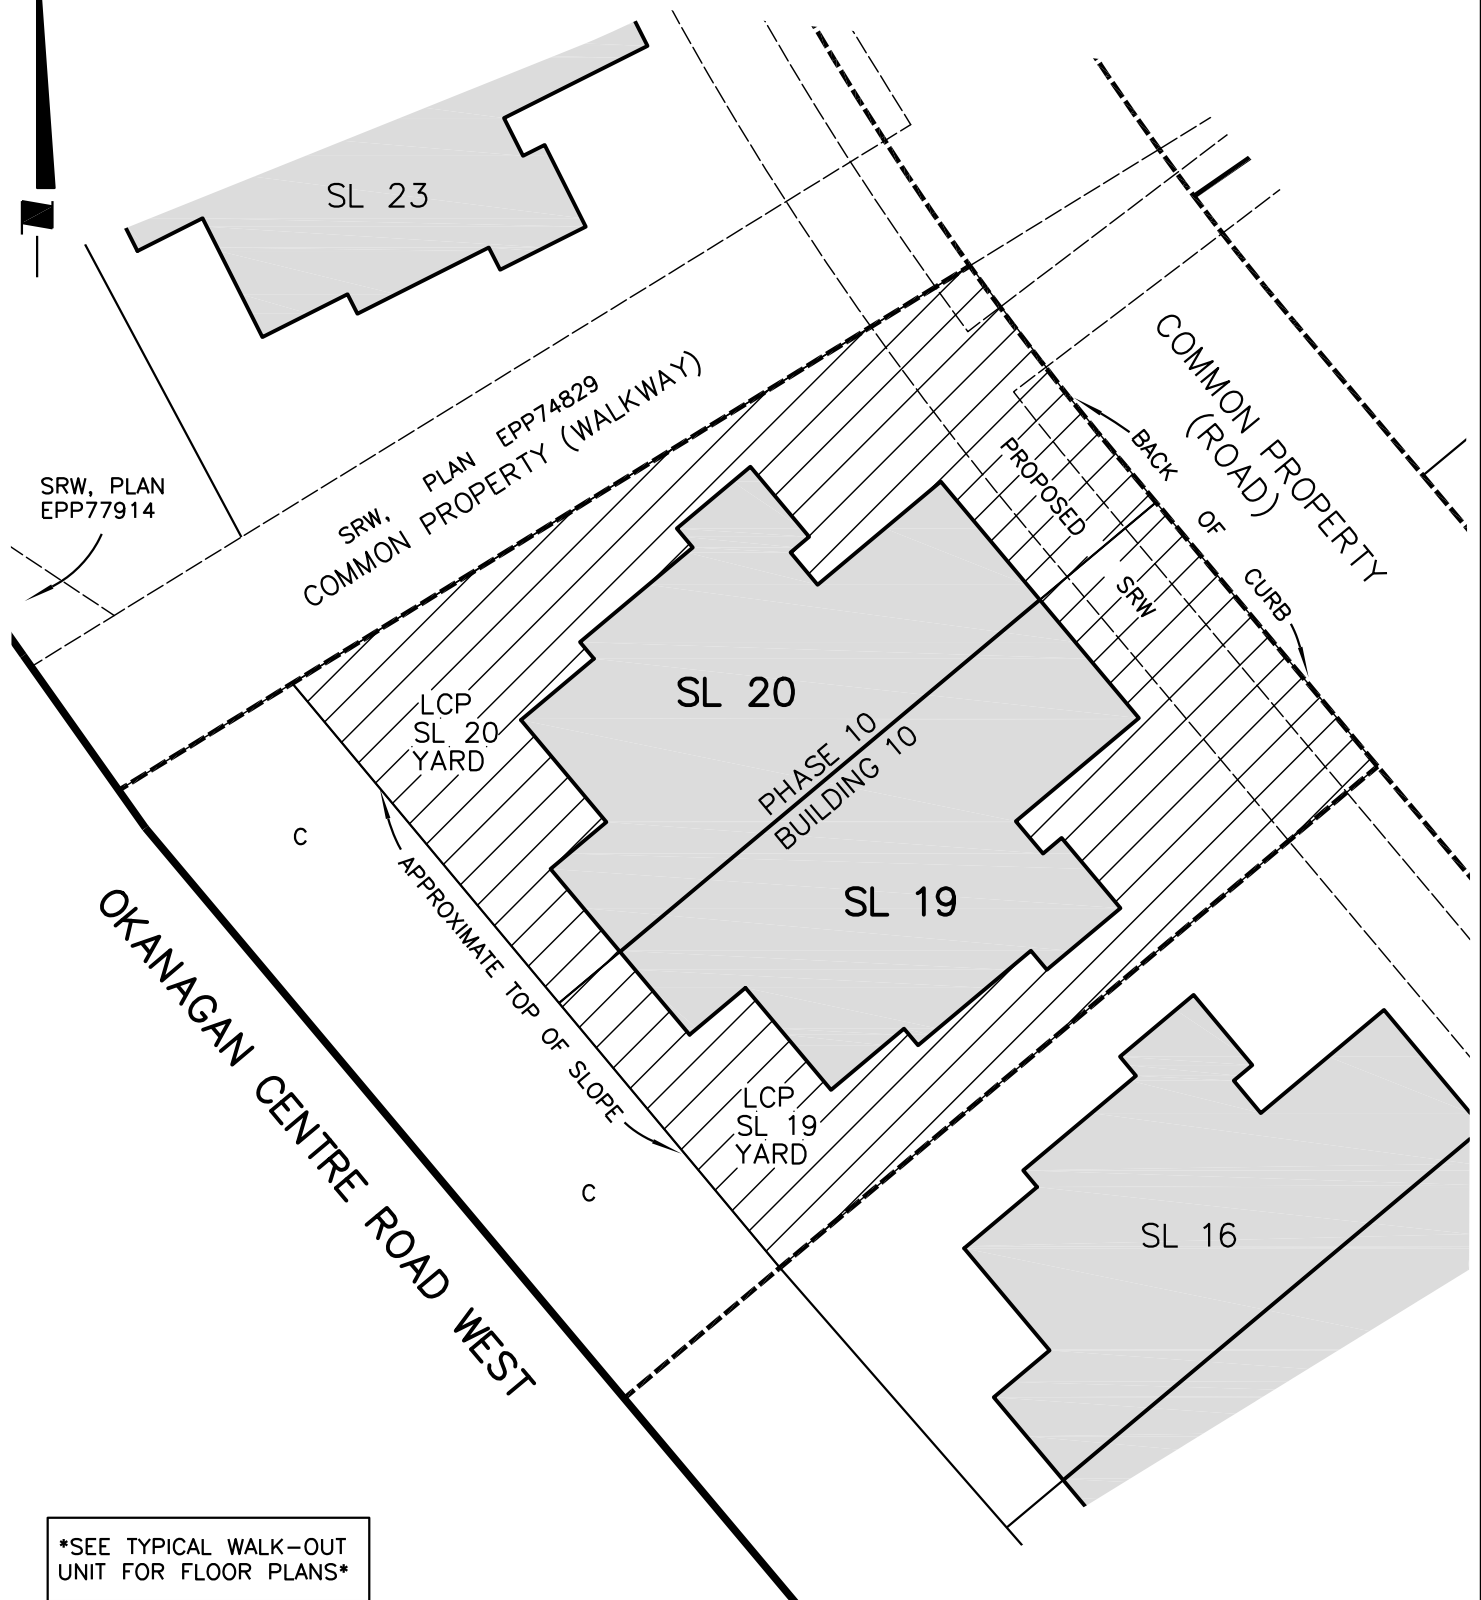 SL 23
SRW, PLAN
EPP77914
SRW, PLAN EPP74829
COMMON PROPERTY (WALKWAY)
COMMON PROPERTY
(ROAD)
BACK OF CURB
PROPOSED SRW
LCP
SL 20
YARD
SL 20
PHASE 10
BUILDING 10
SL 19
C
APPROXIMATE TOP OF SLOPE
OKANAGAN CENTRE ROAD WEST
LCP
SL 19
YARD
C
SL 16
*SEE TYPICAL WALK-OUT
UNIT FOR FLOOR PLANS*